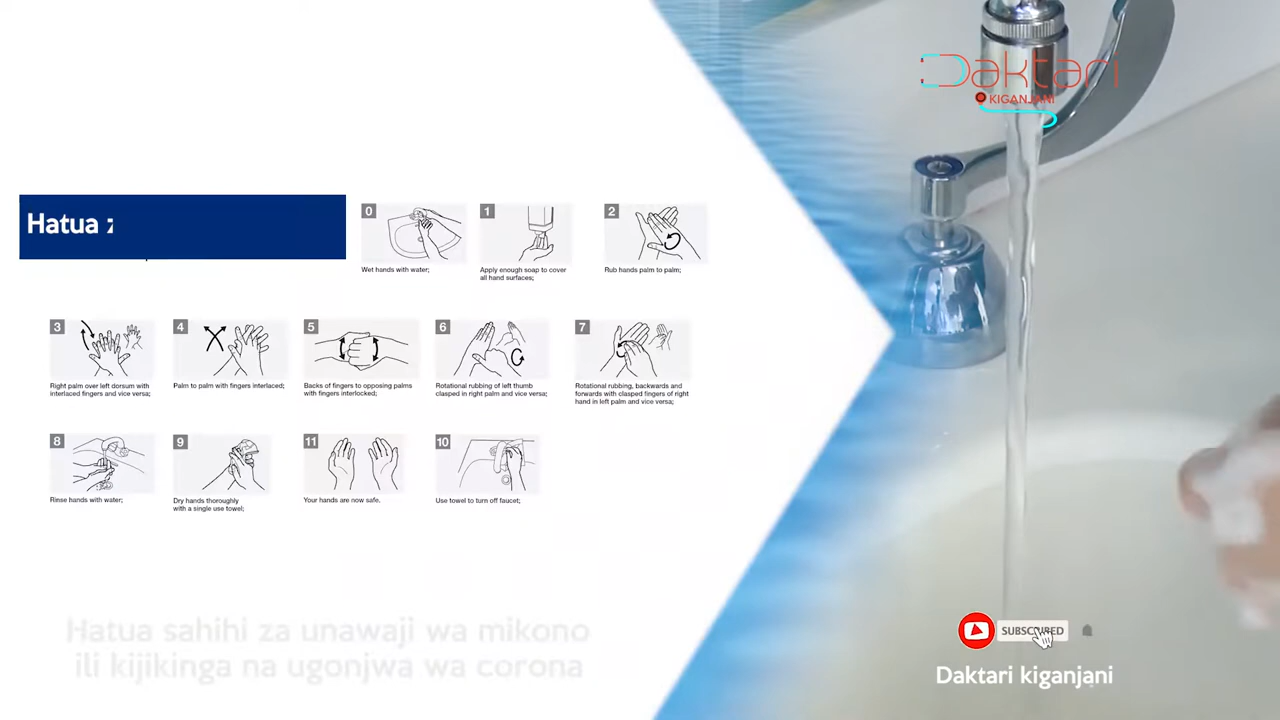 Daktari
KIGANJANI
Hatua
0
1
2
Wet hands with water;
Apply enough soap to cover
all hand surfaces;
Rub hands palm to palm;
3
4
5
6
7
Right palm over left dorsum with
interlaced fingers and vice versa;
Palm to palm with fingers interlaced;
Backs of fingers to opposing palms
with fingers interlocked;
Rotational rubbing of left thumb
clasped in right palm and vice versa;
Rotational rubbing, backwards and
forwards with clasped fingers of right
hand in left palm and vice versa;
8
9
11
10
Rinse hands with water;
Dry hands thoroughly
with a single use towel;
Your hands are now safe.
Use towel to turn off faucet;
Hatua sahihi za unawaji wa mikono
ili kijikinga na ugonjwa wa corona
SUBSCRIBED
Daktari kiganjani